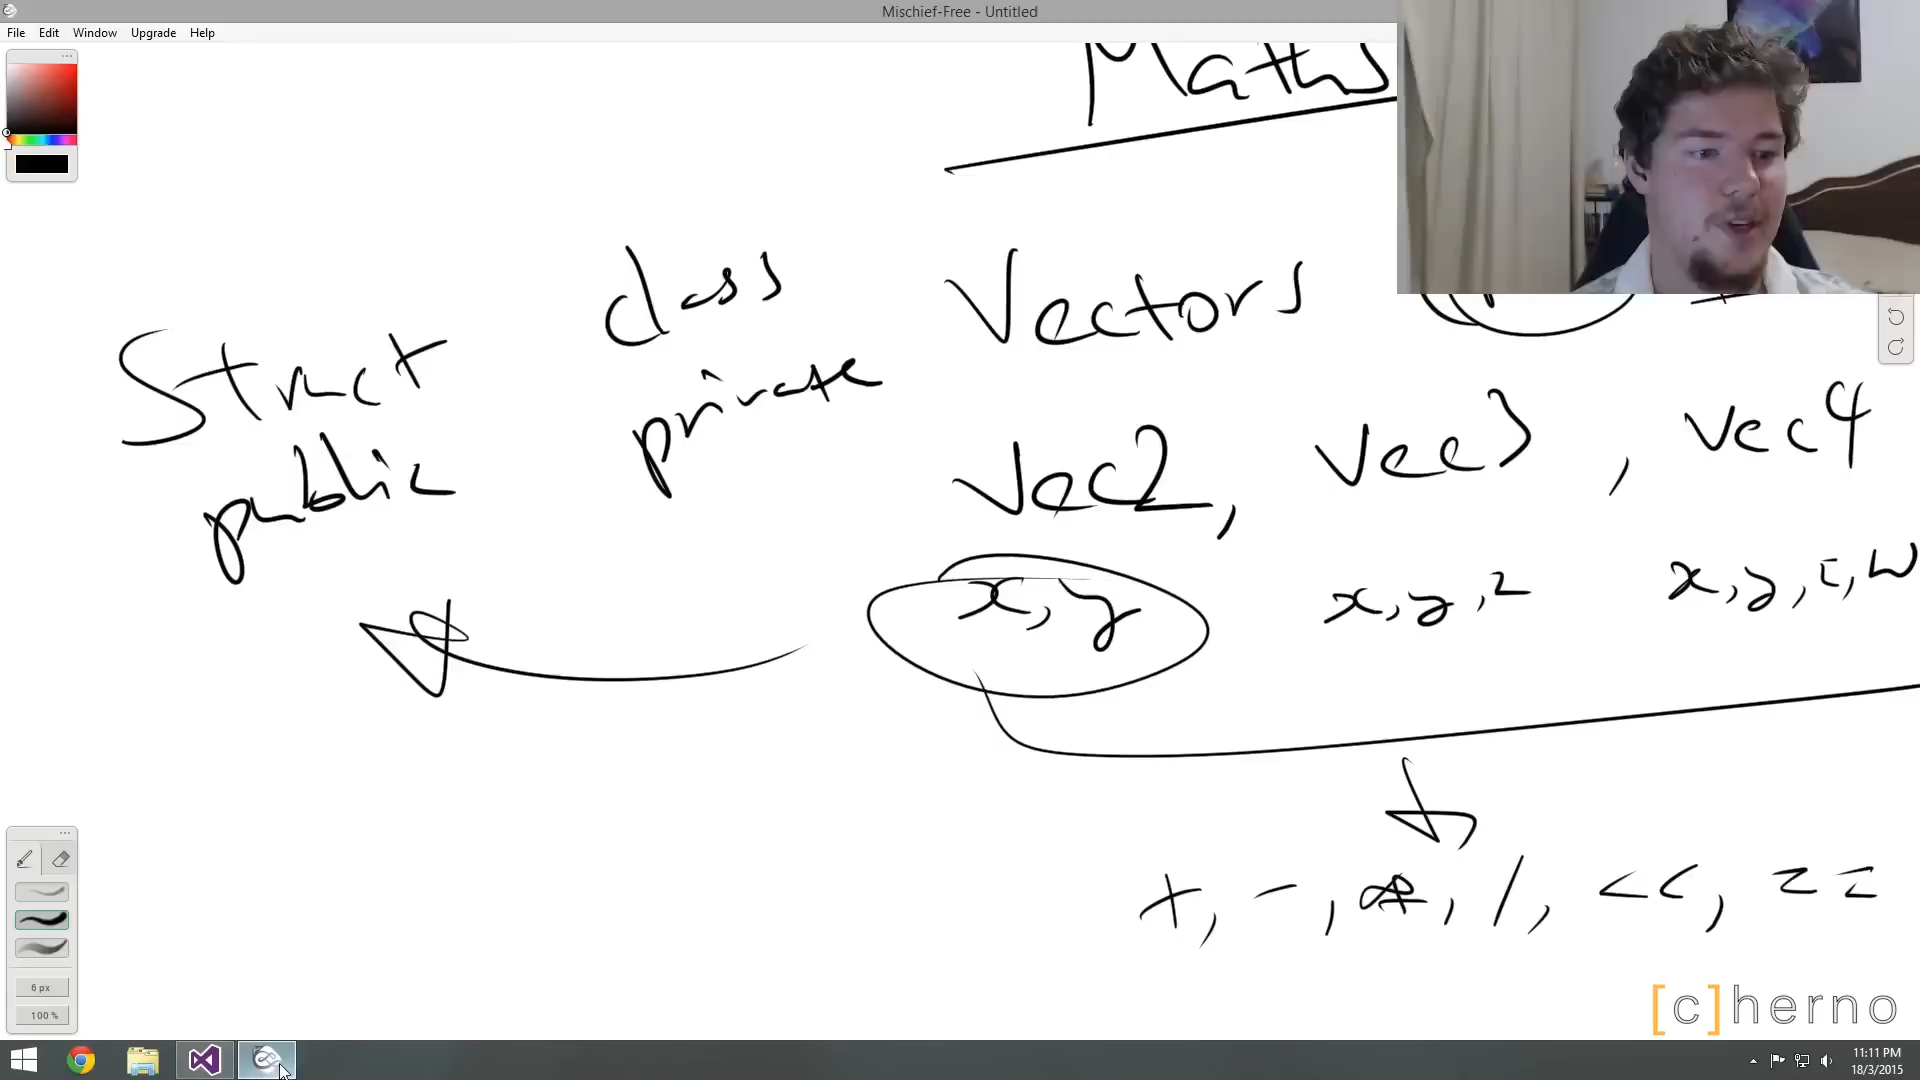 Mischief-Free - Untitled
File Edit Window Upgrade Help
Maths
class Vectors
Struct private
public vec2, vec3, vec4
x,y x,y,z x,y,z,w
+, -, *, /, <<, ==
6 px
100 %
[c]herno
11:11 PM
18/3/2015